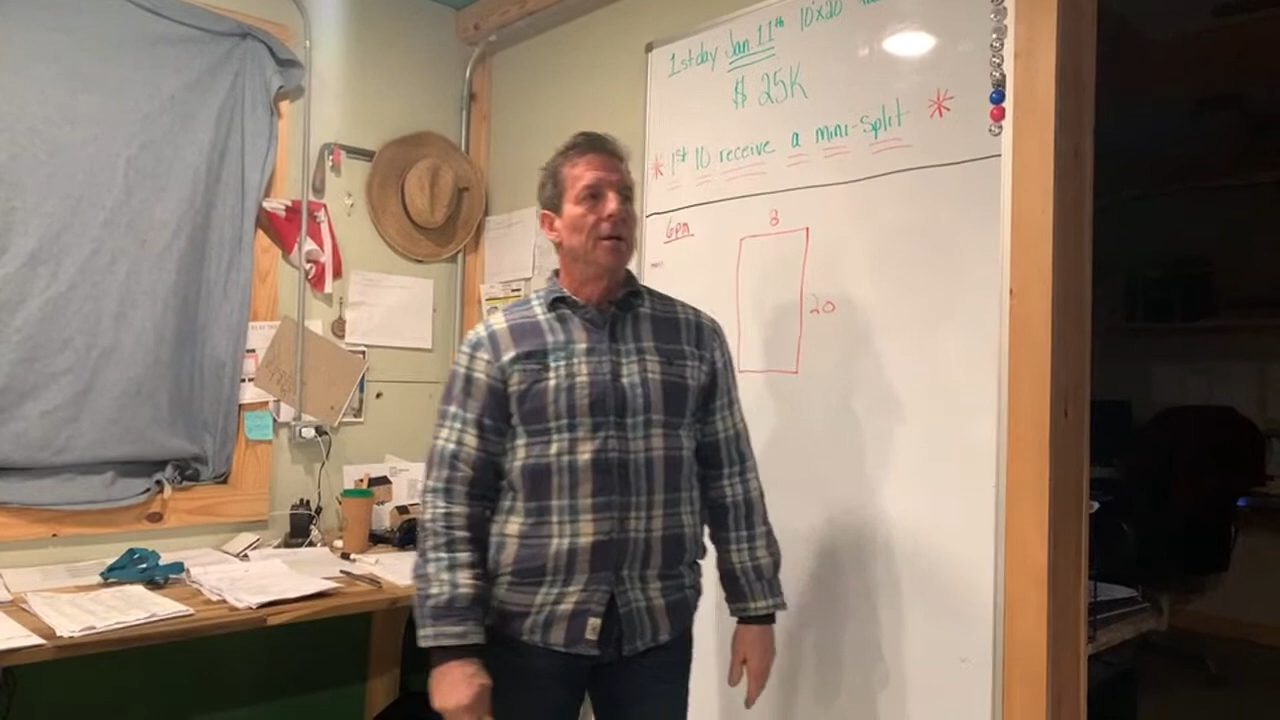 1st day Jan 11th 10x20
$ 25K
* 1st 10 receive a mini-split *
6pm
8
20